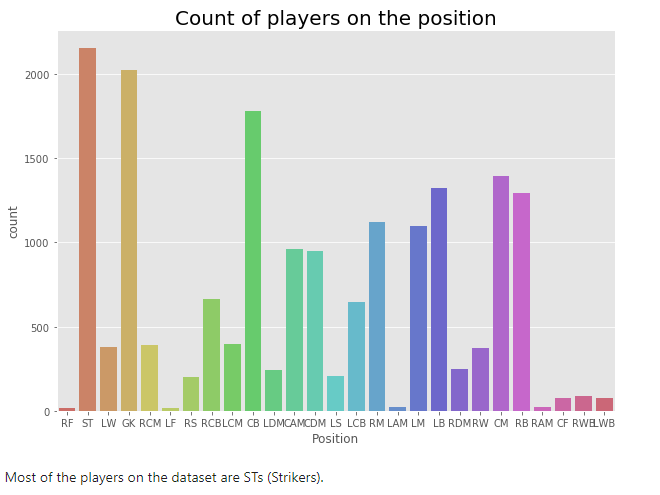 Count of players on the position
2000
1500
1000
500
0
count
RF ST LW GK RCM LF RS RCB LCM CB LDM CAM CDM LS LCB RM LAM LM LB RDM RW CM RB RAM CF RWB LWB
Position
Most of the players on the dataset are STs (Strikers).